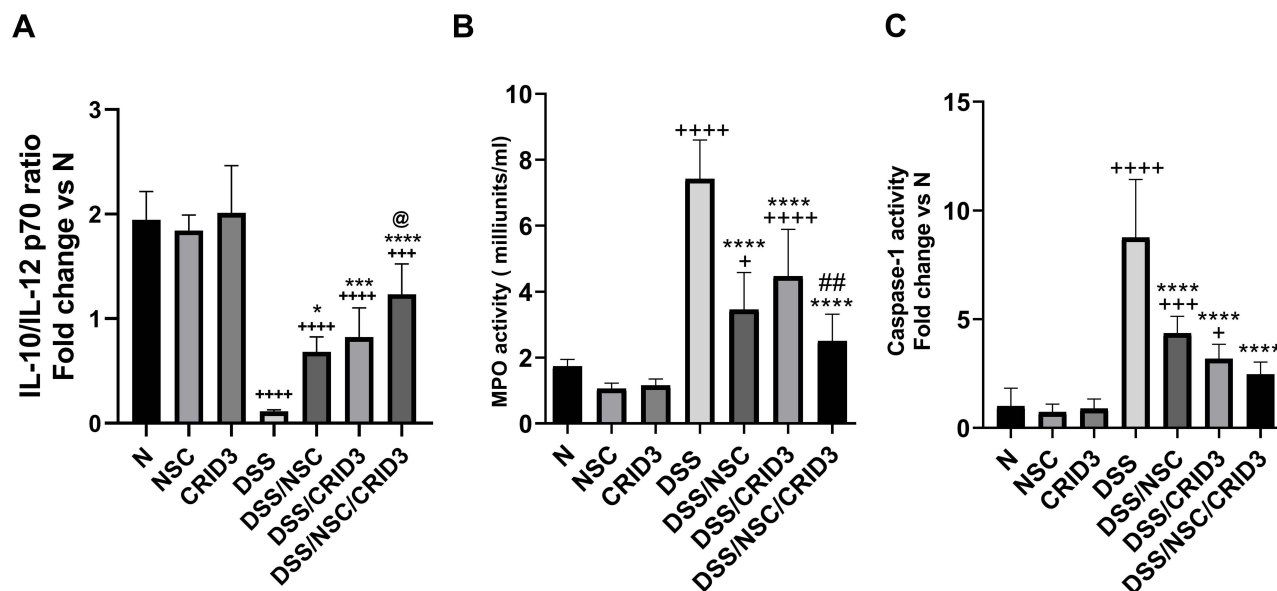 A
IL-10/IL-12 p70 ratio
Fold change vs N
3
2
1
0
++++
*
++++
***
++++
@
****
+++
N
NSC
CRID3
DSS
DSS/NSC
DSS/CRID3
DSS/NSC/CRID3
B
MPO activity ( milliunits/ml)
10
8
6
4
2
0
++++
****
+
****
++++
##
****
N
NSC
CRID3
DSS
DSS/NSC
DSS/CRID3
DSS/NSC/CRID3
C
Caspase-1 activity
Fold change vs N
15
10
5
0
++++
****
+++
****
+
****
N
NSC
CRID3
DSS
DSS/NSC
DSS/CRID3
DSS/NSC/CRID3